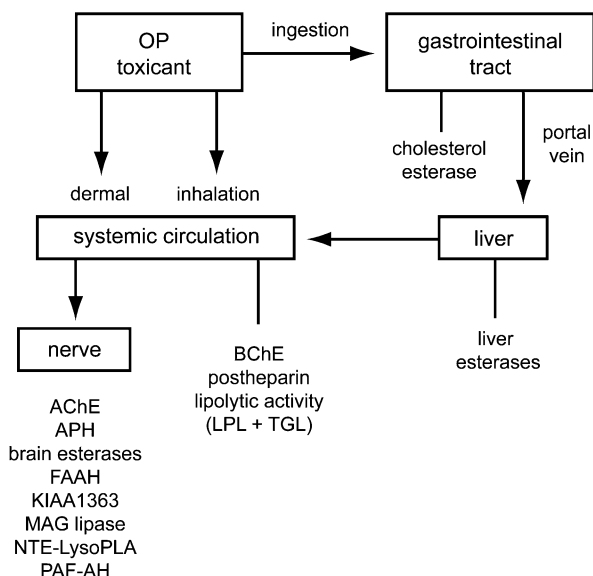 OP
toxicant
ingestion
gastrointestinal
tract
cholesterol
esterase
portal
vein
dermal
inhalation
systemic circulation
liver
nerve
BChE
postheparin
lipolytic activity
(LPL + TGL)
liver
esterases
AChE
APH
brain esterases
FAAH
KIAA1363
MAG lipase
NTE-LysoPLA
PAF-AH